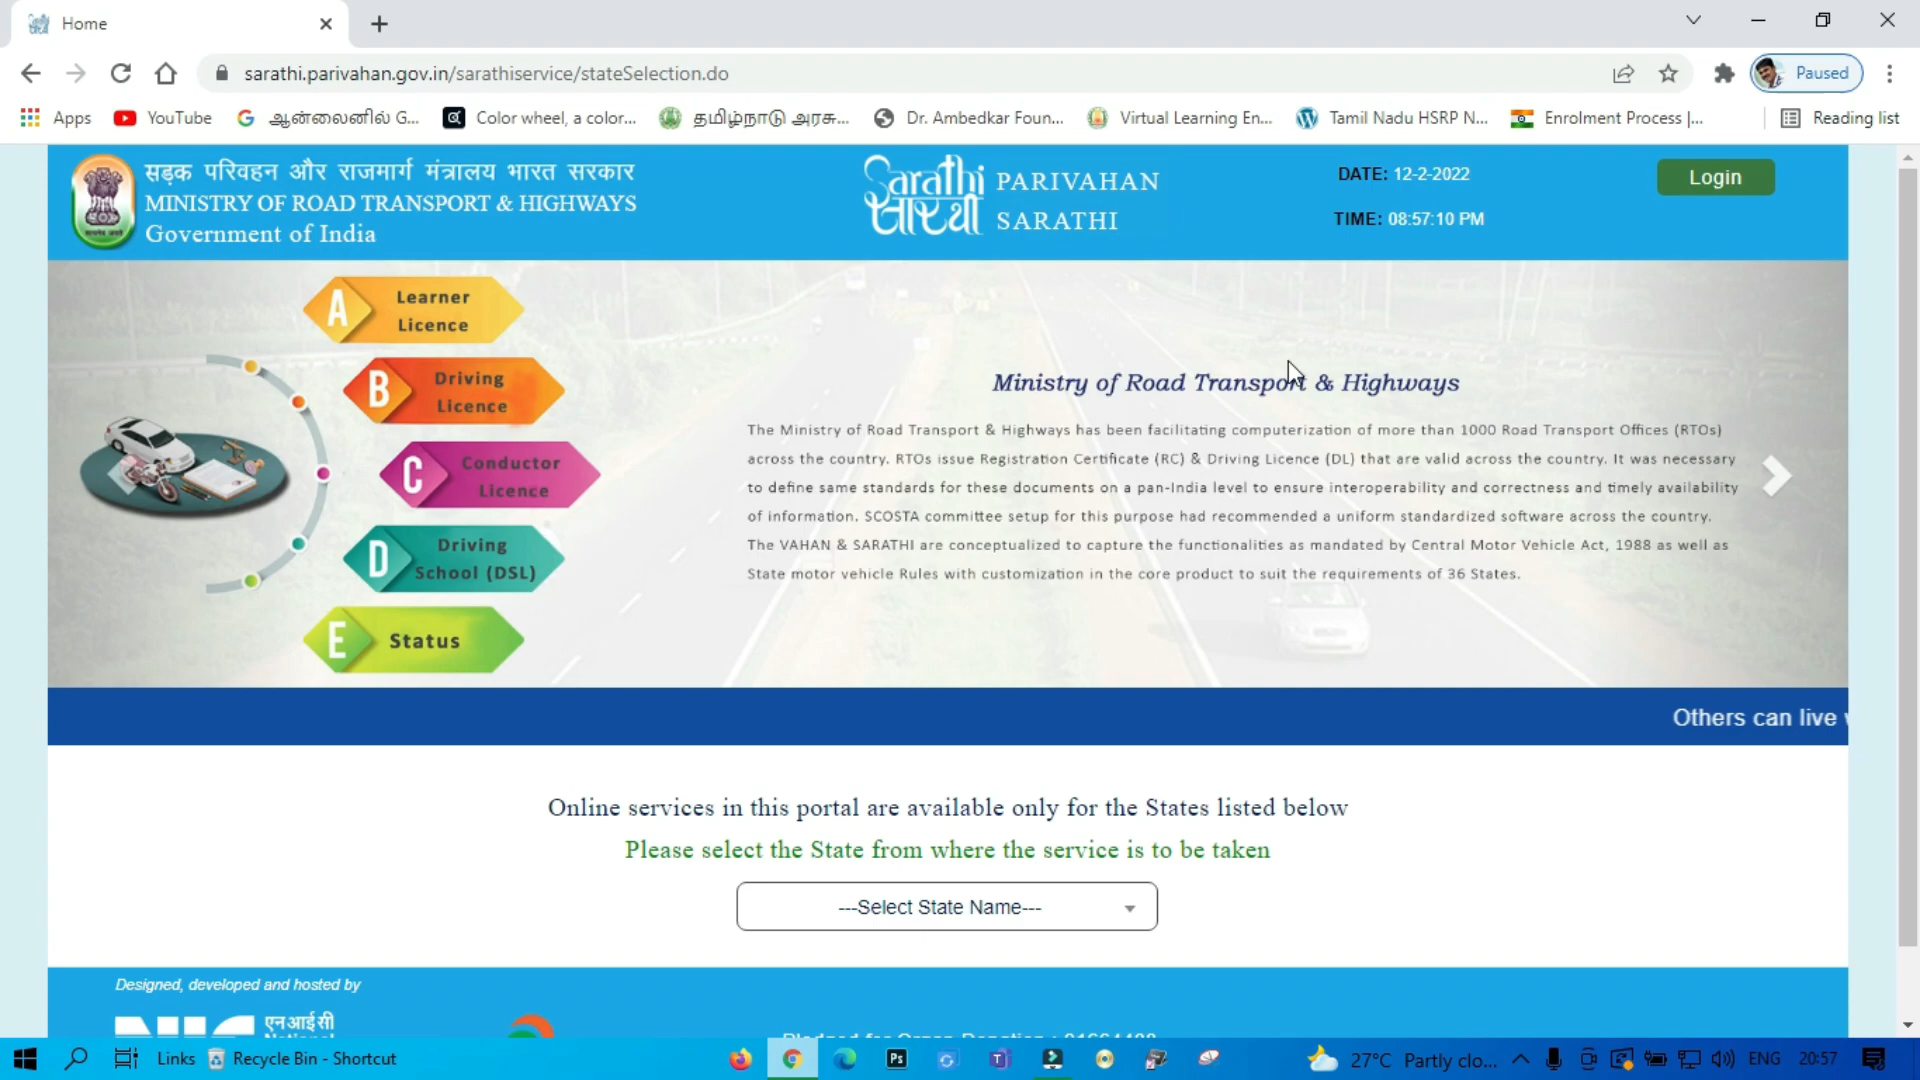 Home
sarathi.parivahan.gov.in/sarathiservice/stateSelection.do
Paused
Apps
YouTube
ஆன்லைனில் G...
Color wheel, a color...
தமிழ்நாடு அரசு...
Dr. Ambedkar Foun...
Virtual Learning En...
Tamil Nadu HSRP N...
Enrolment Process |...
Reading list
सड़क परिवहन और राजमार्ग मंत्रालय भारत सरकार
MINISTRY OF ROAD TRANSPORT & HIGHWAYS
Government of India
Sarathi
सारथी
PARIVAHAN
SARATHI
DATE: 12-2-2022
TIME: 08:57:10 PM
Login
A Learner
Licence
B Driving
Licence
C Conductor
Licence
D Driving
School (DSL)
E Status
Ministry of Road Transport & Highways
The Ministry of Road Transport & Highways has been facilitating computerization of more than 1000 Road Transport Offices (RTOs)
across the country. RTOs issue Registration Certificate (RC) & Driving Licence (DL) that are valid across the country. It was necessary
to define same standards for these documents on a pan-India level to ensure interoperability and correctness and timely availability
of information. SCOSTA committee setup for this purpose had recommended a uniform standardized software across the country.
The VAHAN & SARATHI are conceptualized to capture the functionalities as mandated by Central Motor Vehicle Act, 1988 as well as
State motor vehicle Rules with customization in the core product to suit the requirements of 36 States.
Others can live
Online services in this portal are available only for the States listed below
Please select the State from where the service is to be taken
---Select State Name---
Designed, developed and hosted by
एन आई सी
National
Links
Recycle Bin - Shortcut
Ps
27°C Partly clo...
ENG
20:57